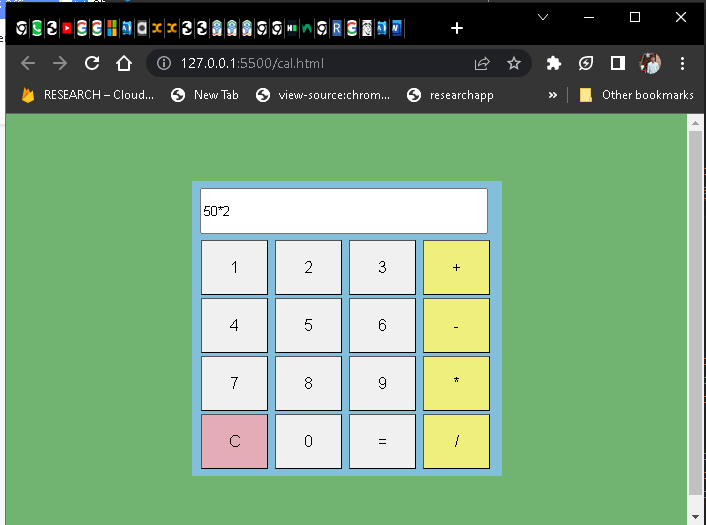 127.0.0.1:5500/cal.html
RESEARCH – Cloud... New Tab view-source:chrom... researchapp » Other bookmarks
50*2
1 2 3 +
4 5 6 -
7 8 9 *
C 0 = /